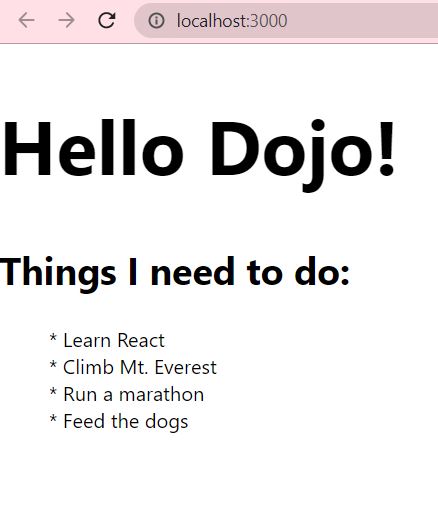 localhost:3000
Hello Dojo!
Things I need to do:
* Learn React
* Climb Mt. Everest
* Run a marathon
* Feed the dogs